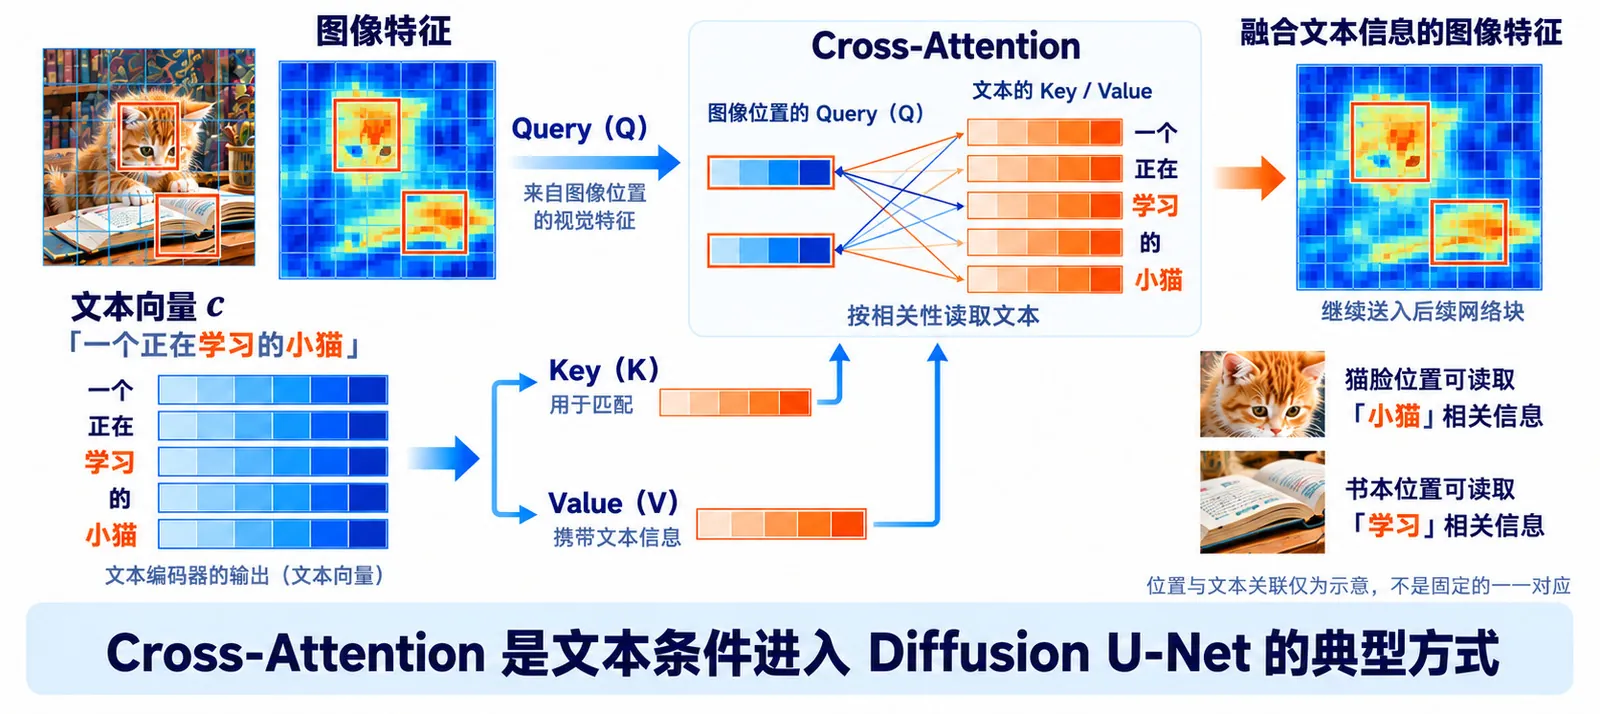 图像特征
Query（Q）
来自图像位置
的视觉特征
Cross-Attention
图像位置的 Query（Q）
文本的 Key / Value
一个
正在
学习
的
小猫
按相关性读取文本
融合文本信息的图像特征
继续送入后续网络块
文本向量 c
「一个正在学习的小猫」
一个
正在
学习
的
小猫
文本编码器的输出（文本向量）
Key（K）
用于匹配
Value（V）
携带文本信息
猫脸位置可读取
「小猫」相关信息
书本位置可读取
「学习」相关信息
位置与文本关联仅为示意，不是固定的一一对应
Cross-Attention 是文本条件进入 Diffusion U-Net 的典型方式